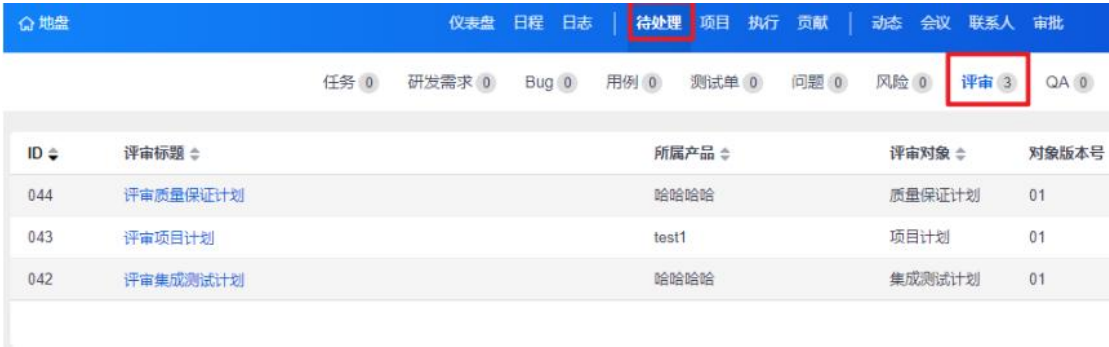 地盘 仪表盘 日程 日志 | 待处理 项目 执行 贡献 | 动态 会议 联系人 审批
任务 0 研发需求 0 Bug 0 用例 0 测试单 0 问题 0 风险 0 评审 3 QA 0
ID 评审标题 所属产品 评审对象 对象版本号
044 评审质量保证计划 哈哈哈哈 质量保证计划 01
043 评审项目计划 test1 项目计划 01
042 评审集成测试计划 哈哈哈哈 集成测试计划 01